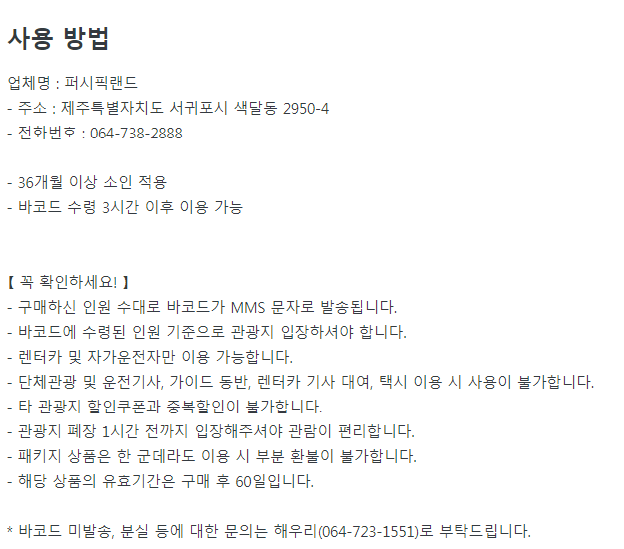 사용 방법
업체명 : 퍼시픽랜드
- 주소 : 제주특별자치도 서귀포시 색달동 2950-4
- 전화번호 : 064-738-2888
- 36개월 이상 소인 적용
- 바코드 수령 3시간 이후 이용 가능
【 꼭 확인하세요! 】
- 구매하신 인원 수대로 바코드가 MMS 문자로 발송됩니다.
- 바코드에 수령된 인원 기준으로 관광지 입장하셔야 합니다.
- 렌터카 및 자가운전자만 이용 가능합니다.
- 단체관광 및 운전기사, 가이드 동반, 렌터카 기사 대여, 택시 이용 시 사용이 불가합니다.
- 타 관광지 할인쿠폰과 중복할인이 불가합니다.
- 관광지 폐장 1시간 전까지 입장해주셔야 관람이 편리합니다.
- 패키지 상품은 한 군데라도 이용 시 부분 환불이 불가합니다.
- 해당 상품의 유효기간은 구매 후 60일입니다.
* 바코드 미발송, 분실 등에 대한 문의는 해우리(064-723-1551)로 부탁드립니다.